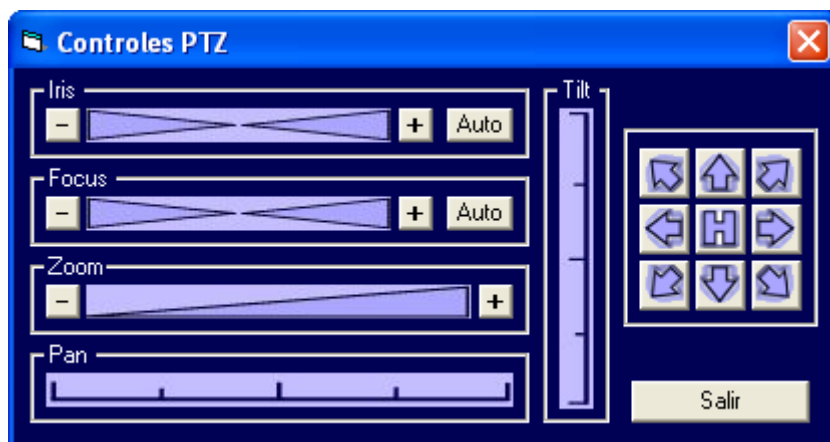 Controles PTZ
Iris
- + Auto
Focus
- + Auto
Zoom
- +
Pan
Tilt
H
Salir